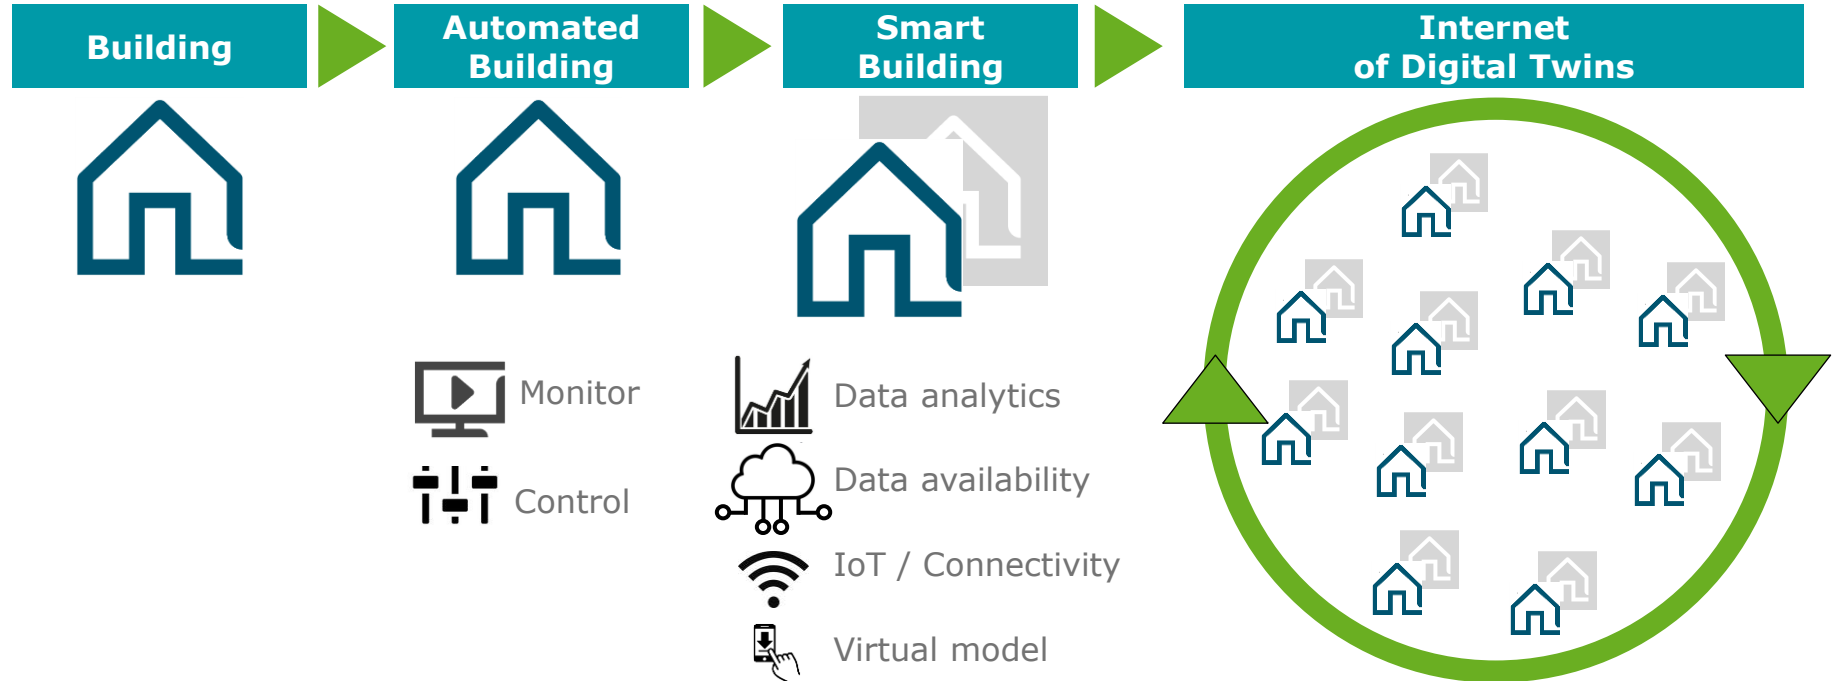 Building
Automated
Building
Smart
Building
Internet
of Digital Twins
Monitor
Control
Data analytics
Data availability
IoT / Connectivity
Virtual model